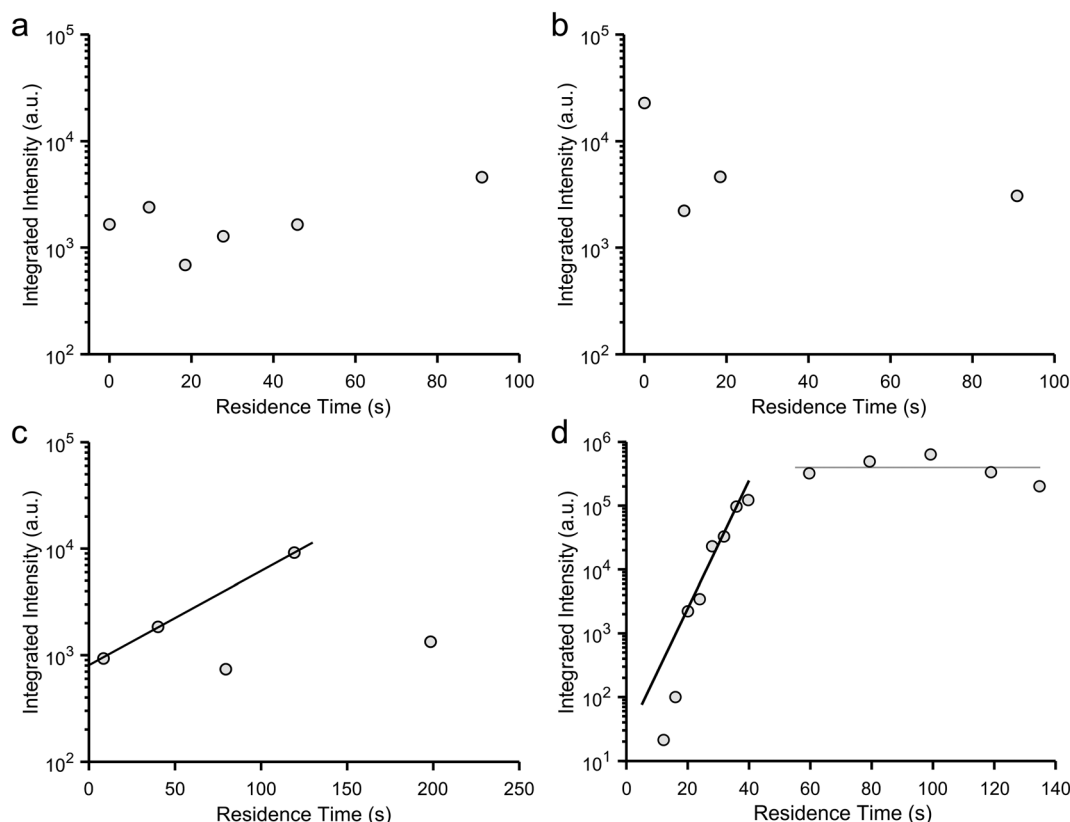 a
10^5
10^4
10^3
10^2
Integrated Intensity (a.u.)
0 20 40 60 80 100
Residence Time (s)
b
10^5
10^4
10^3
10^2
Integrated Intensity (a.u.)
0 20 40 60 80 100
Residence Time (s)
c
10^5
10^4
10^3
10^2
Integrated Intensity (a.u.)
0 50 100 150 200 250
Residence Time (s)
d
10^6
10^5
10^4
10^3
10^2
10^1
Integrated Intensity (a.u.)
0 20 40 60 80 100 120 140
Residence Time (s)